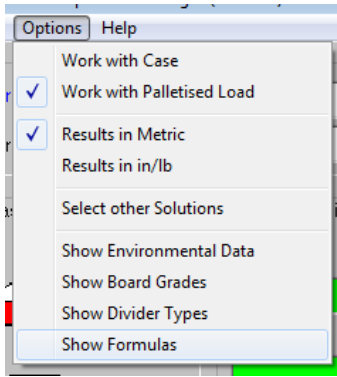 Options Help
Work with Case
Work with Palletised Load
Results in Metric
Results in in/lb
Select other Solutions
Show Environmental Data
Show Board Grades
Show Divider Types
Show Formulas